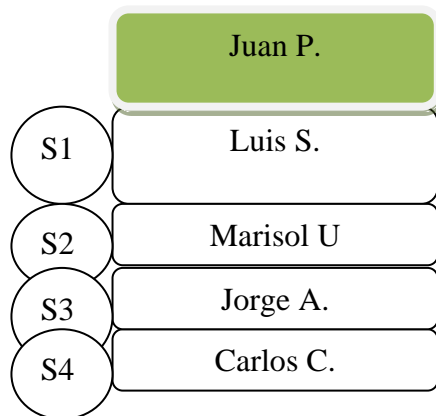 Juan P.
S1 Luis S.
S2 Marisol U
S3 Jorge A.
S4 Carlos C.